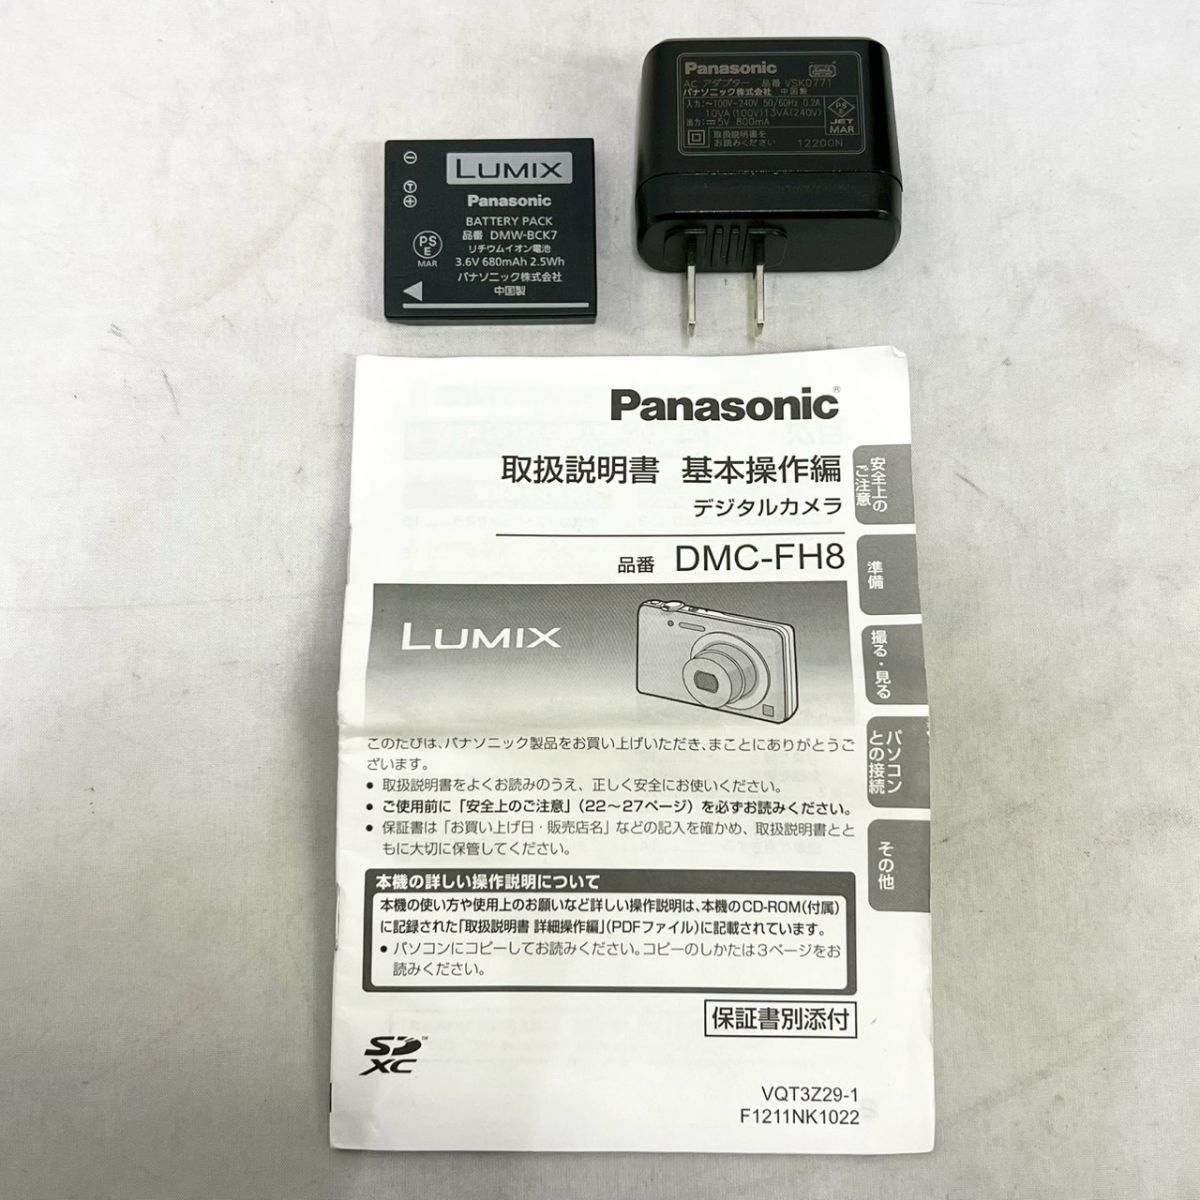 LUMIX
Panasonic
BATTERY PACK
品番 DMW-BCK7
リチウムイオン電池
3.6V 680mAh 2.5Wh
パナソニック株式会社
中国製
T
PS
E
MAR
Panasonic
AC アダプター 品番 VSK0771
パナソニック株式会社 中国製
入力:~100V-240V 50/60Hz 0.2A
10VA(100V)13VA(240V)
出力:⎓5V 800mA
取扱説明書を
お読みください
PS
E
JET
MAR
12200N
Panasonic®
取扱説明書 基本操作編
デジタルカメラ
品番 DMC-FH8
LUMIX
このたびは、パナソニック製品をお買い上げいただき、まことにありがとうご
ざいます。
● 取扱説明書をよくお読みのうえ、正しく安全にお使いください。
● ご使用前に「安全上のご注意」(22~27ページ)を必ずお読みください。
● 保証書は「お買い上げ日・販売店名」などの記入を確かめ、取扱説明書とと
もに大切に保管してください。
本機の詳しい操作説明について
本機の使い方や使用上のお願いなど詳しい操作説明は、本機のCD-ROM(付属)
に記録された「取扱説明書 詳細操作編」(PDFファイル)に記載されています。
● パソコンにコピーしてお読みください。コピーのしかたは3ページをお
読みください。
保証書別添付
SD
XC™
VQT3Z29-1
F1211NK1022
安全上の
ご注意
準備
撮る・見る
パソコン
との接続
その他